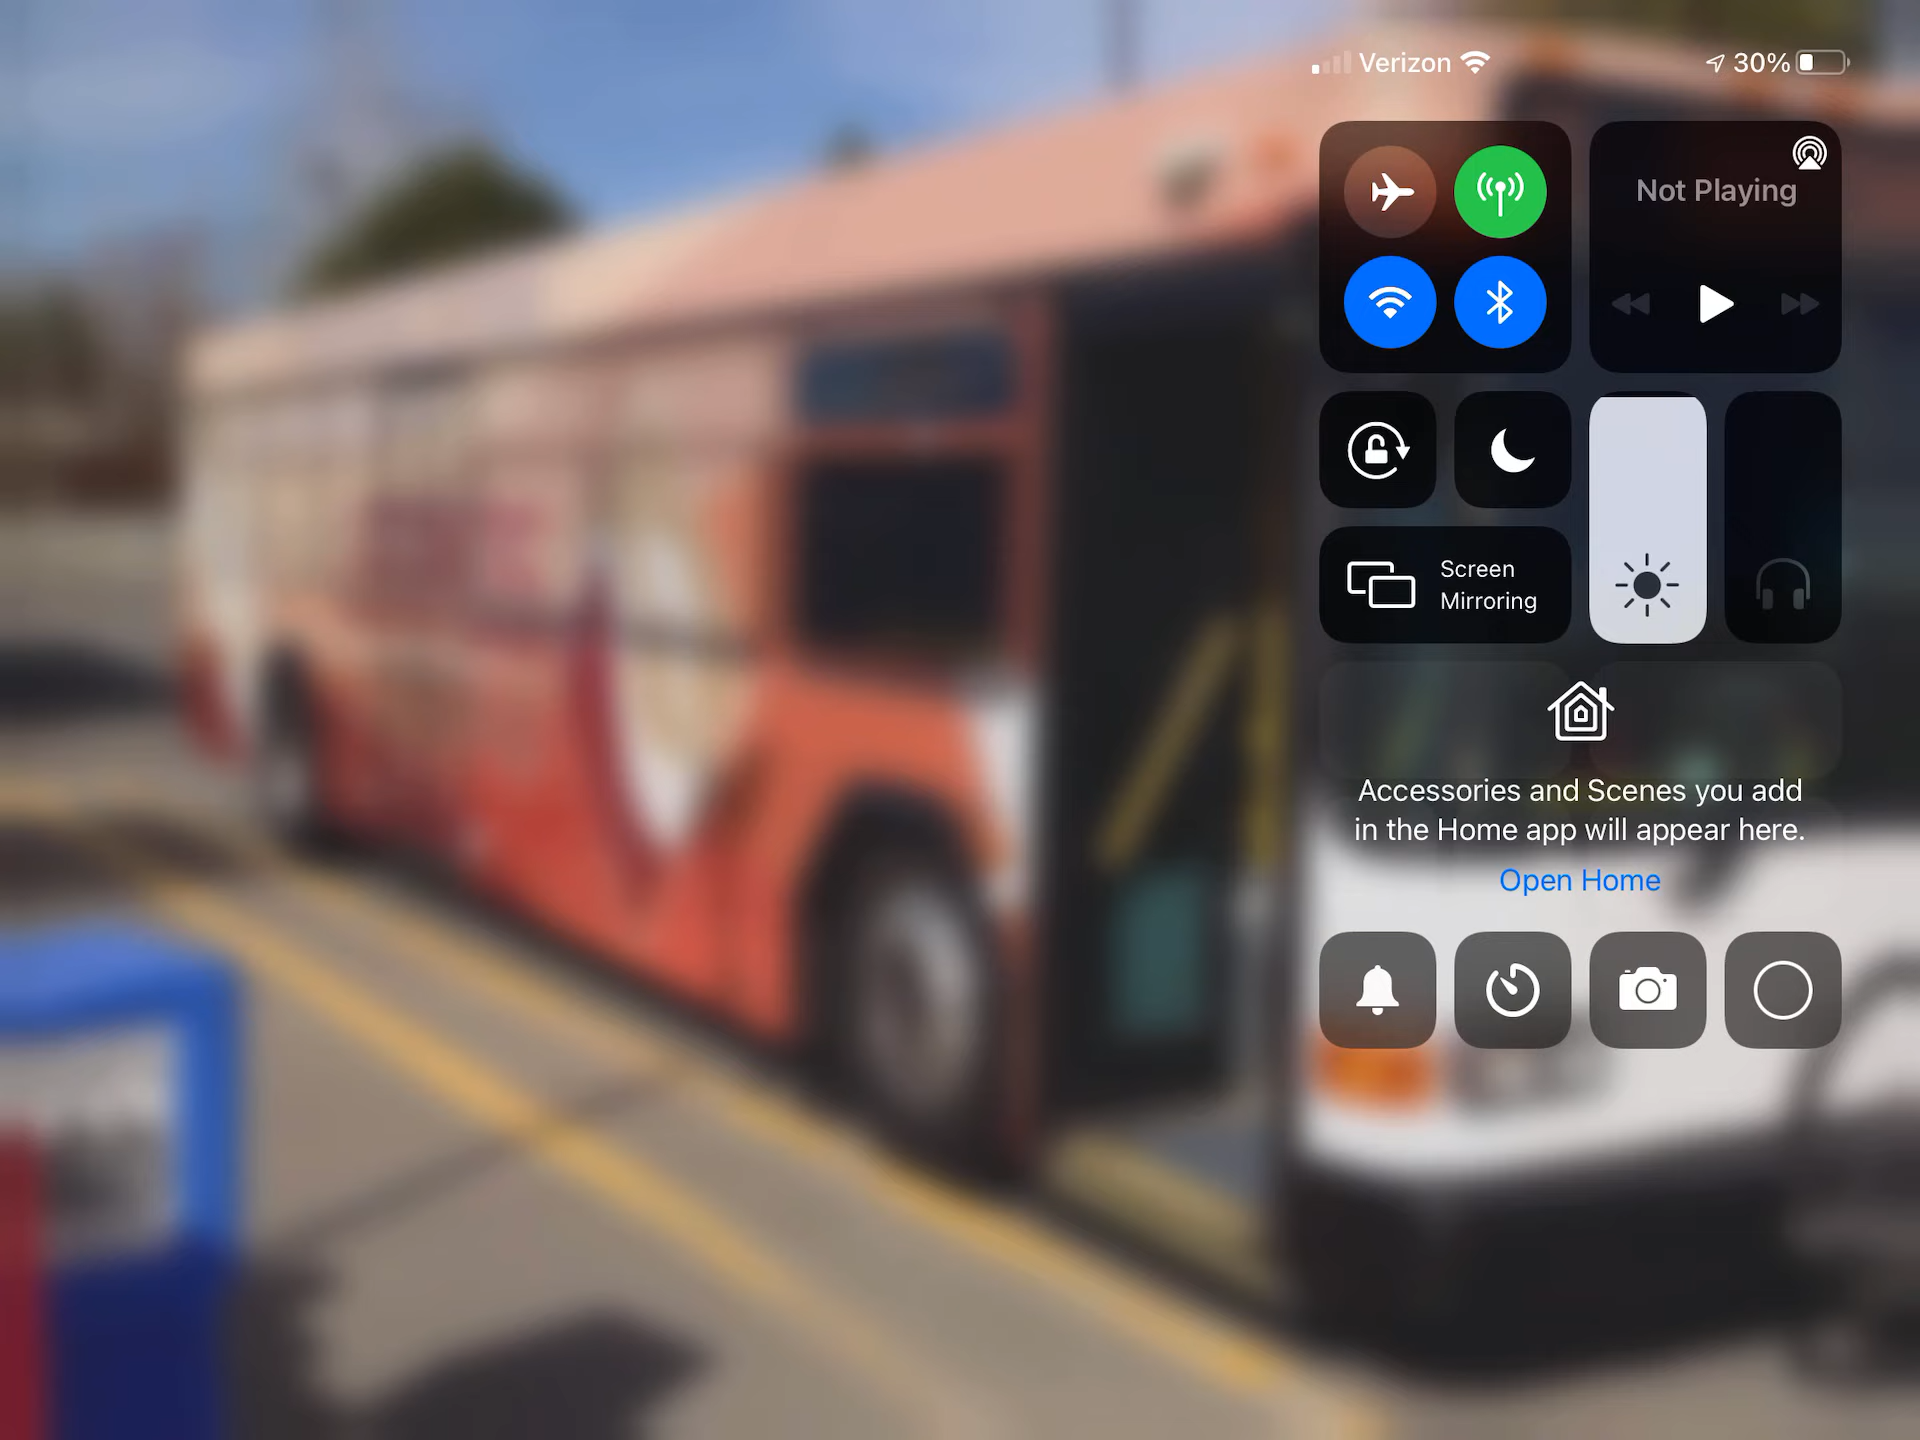 Verizon 30%
Not Playing
Screen
Mirroring
Accessories and Scenes you add
in the Home app will appear here.
Open Home